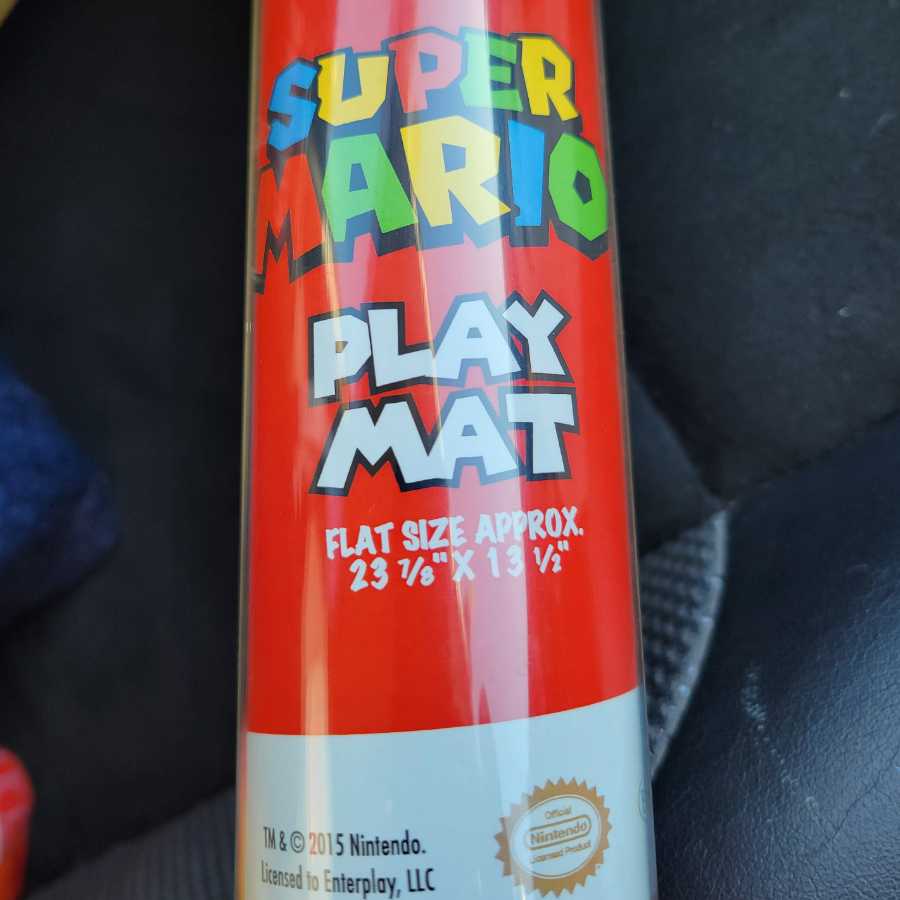 SUPER
MARIO
PLAY
MAT
FLAT SIZE APPROX.
23 7/8" X 13 1/2"
TM & © 2015 Nintendo.
Licensed to Enterplay, LLC
Official
Nintendo
Licensed Product